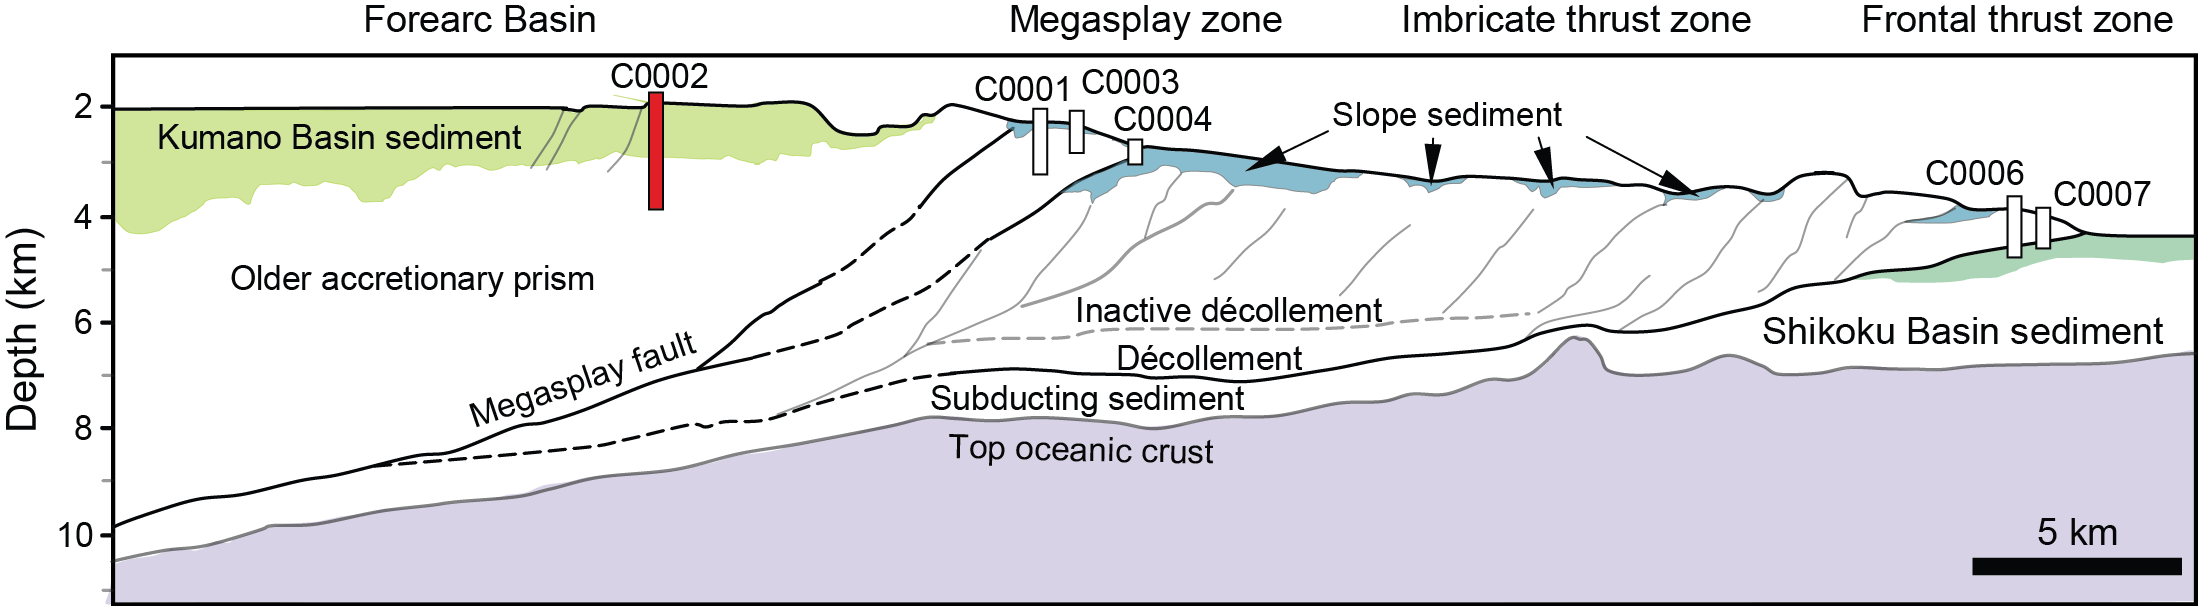 Forearc Basin
Megasplay zone
Imbricate thrust zone
Frontal thrust zone
C0002
C0001
C0003
C0004
Slope sediment
C0006
C0007
Kumano Basin sediment
Older accretionary prism
Inactive décollement
Megasplay fault
Décollement
Shikoku Basin sediment
Subducting sediment
Top oceanic crust
Depth (km)
2
4
6
8
10
5 km